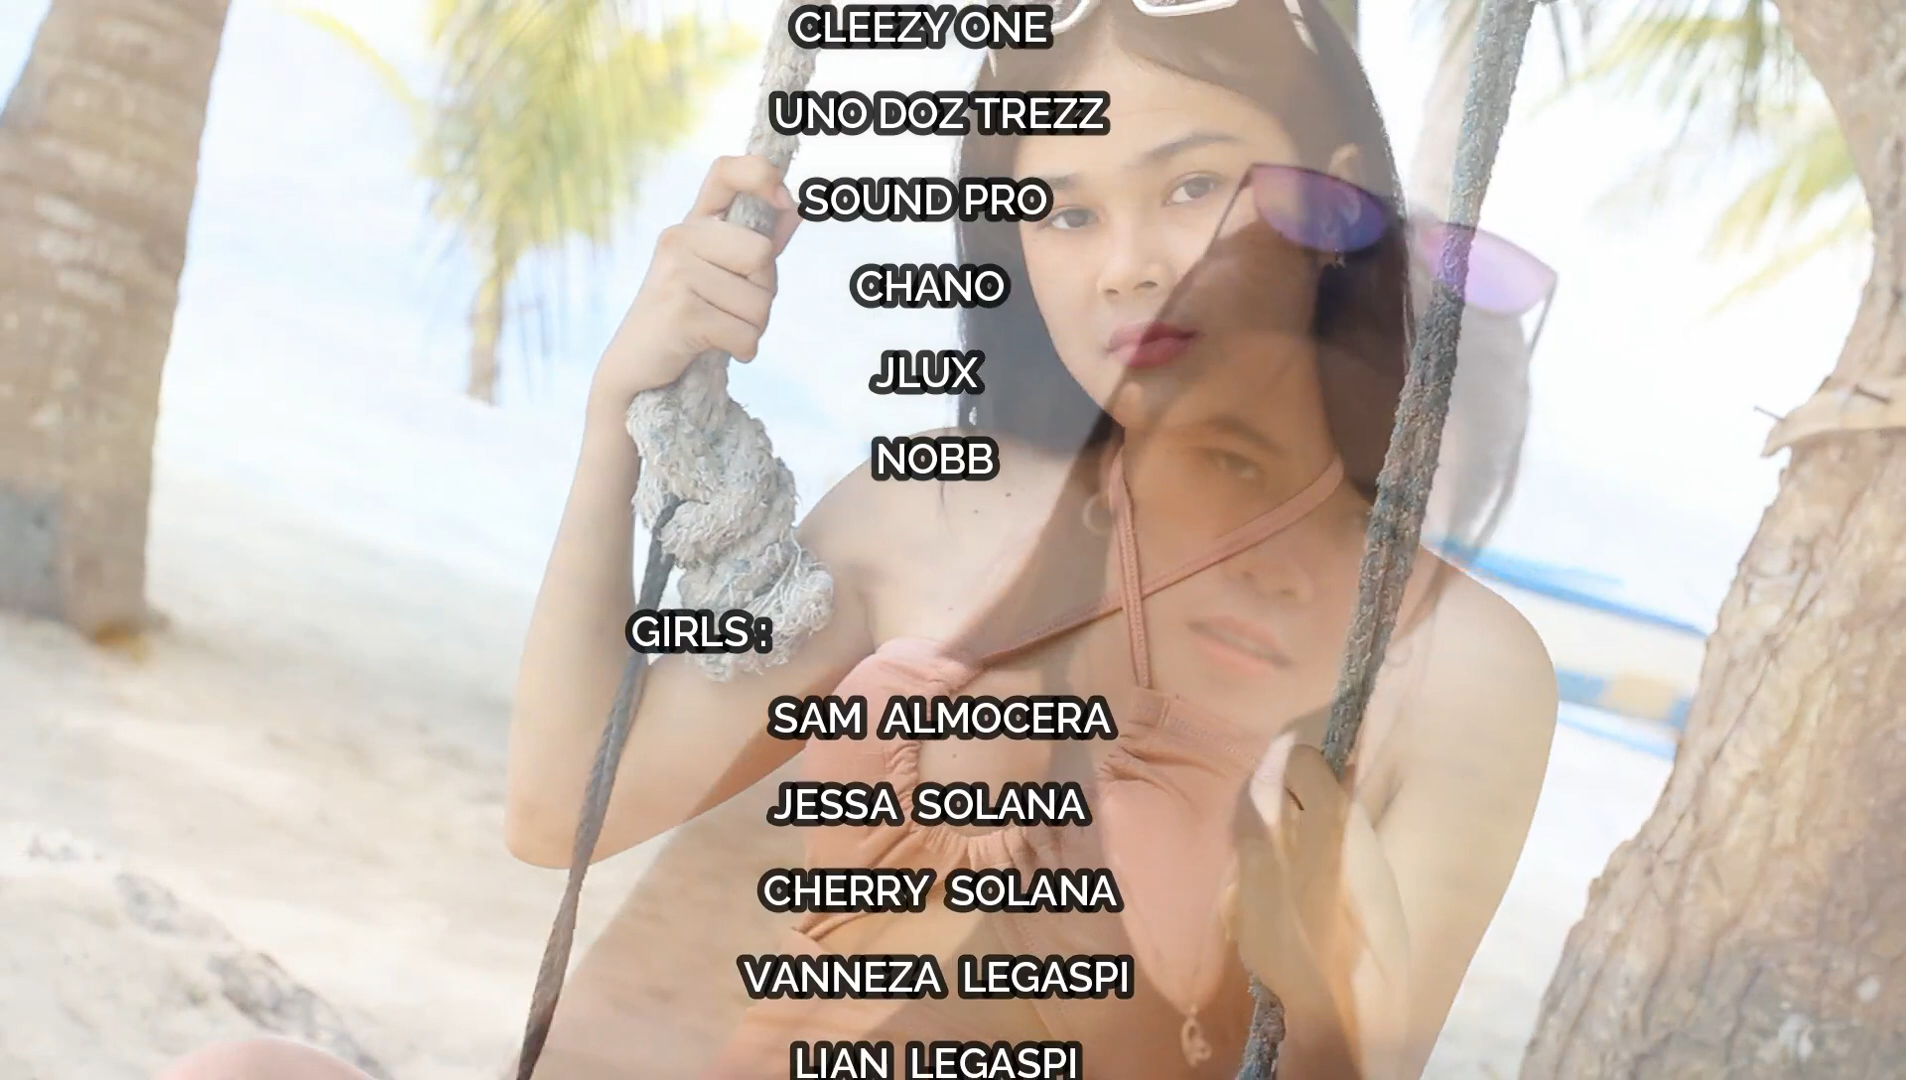 CLEEZY ONE
UNO DOZ TREZZ
SOUND PRO
CHANO
JLUX
NOBB
GIRLS :
SAM ALMOCERA
JESSA SOLANA
CHERRY SOLANA
VANNEZA LEGASPI
LIAN LEGASPI